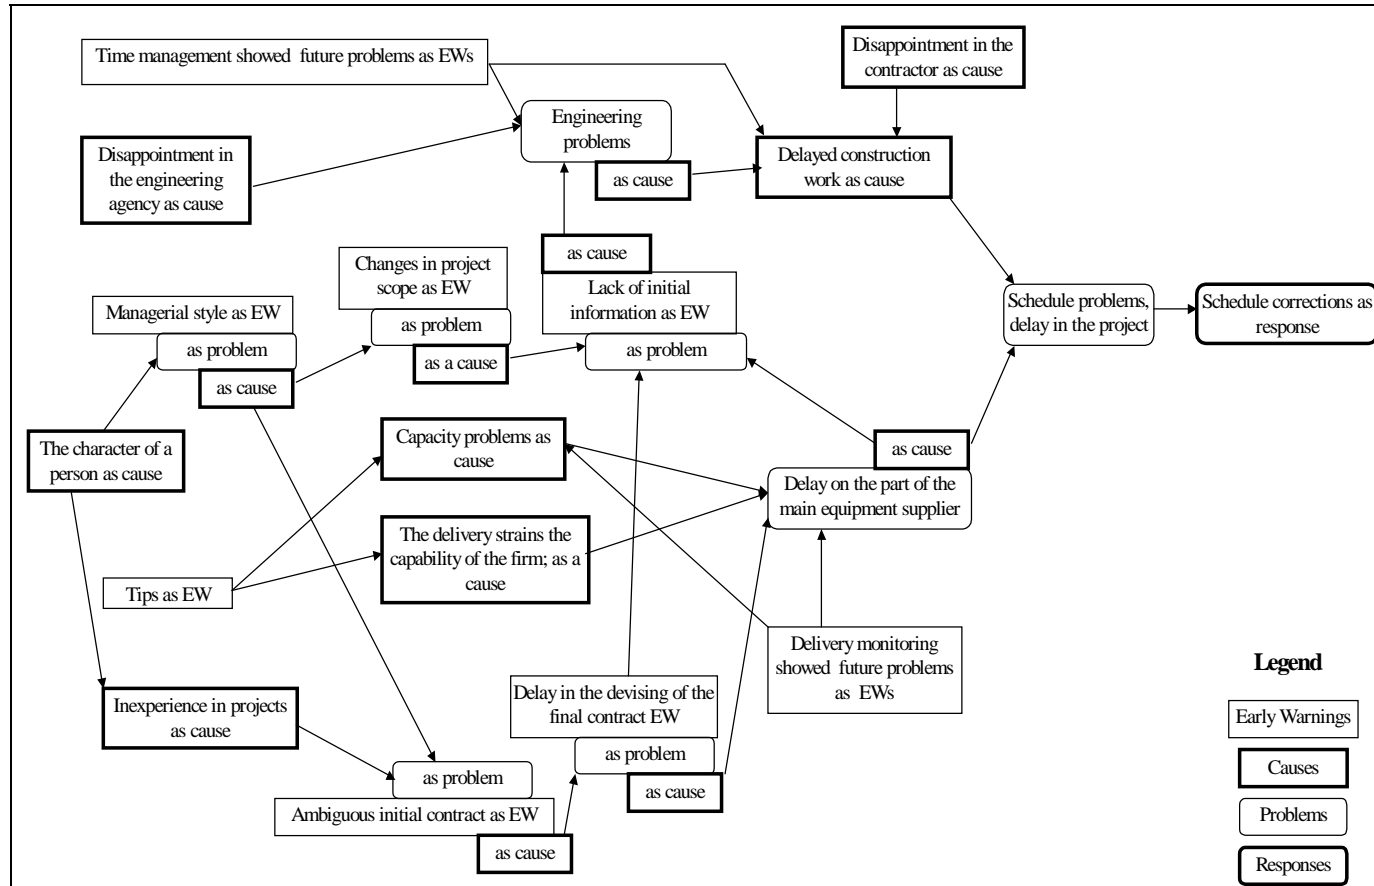 Time management showed future problems as EWs
Disappointment in the
contractor as cause
Engineering
problems
as cause
Disappointment in
the engineering
agency as cause
Delayed construction
work as cause
as cause
Changes in project
scope as EW
as problem
as a cause
Lack of initial
information as EW
as problem
Managerial style as EW
as problem
as cause
Schedule problems,
delay in the project
Schedule corrections as
response
The character of a
person as cause
Capacity problems as
cause
as cause
Delay on the part of the
main equipment supplier
The delivery strains the
capability of the firm; as a
cause
Tips as EW
Delivery monitoring
showed future problems
as EWs
Inexperience in projects
as cause
Delay in the devising of the
final contract EW
as problem
as cause
as problem
Ambiguous initial contract as EW
as cause
Legend
Early Warnings
Causes
Problems
Responses